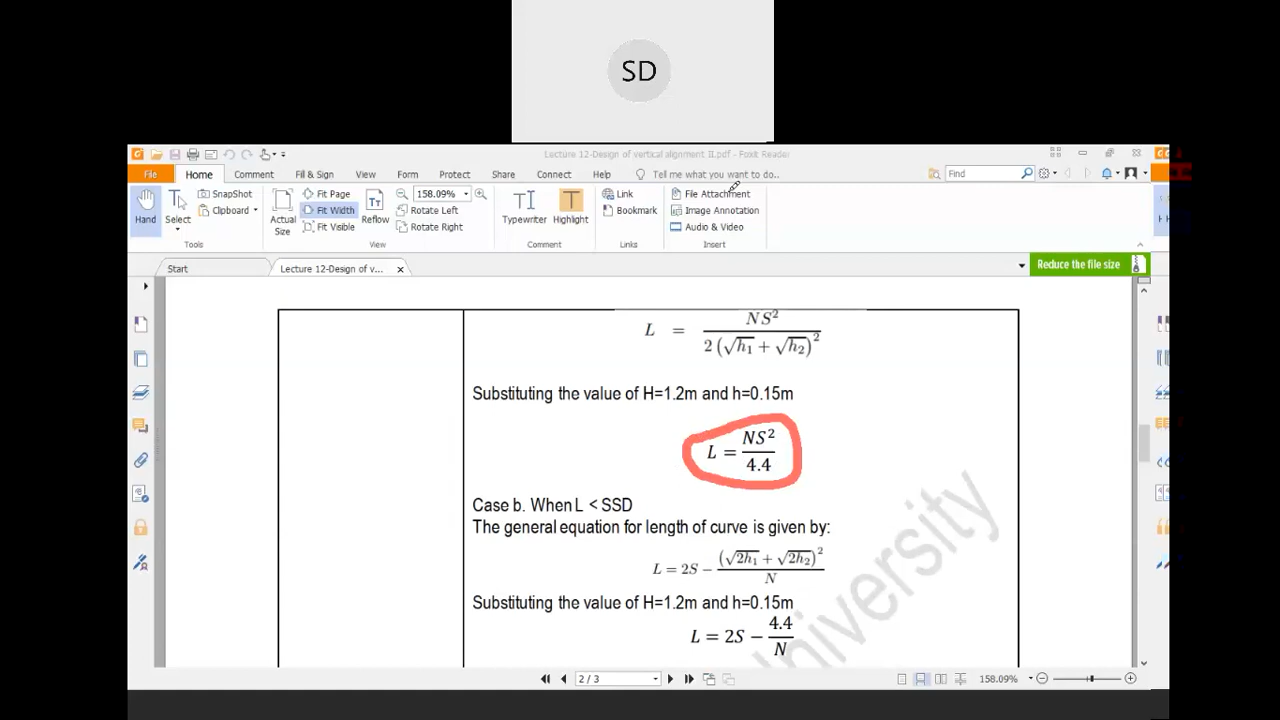 SD
Lecture 12-Design of vertical alignment II.pdf - Foxit Reader
File Home Comment Fill & Sign View Form Protect Share Connect Help Tell me what you want to do.. Find
Hand
Select
SnapShot
Clipboard
Actual Size
Fit Page
Fit Width
Fit Visible
Reflow
158.09%
Rotate Left
Rotate Right
Typewriter
Highlight
Link
Bookmark
File Attachment
Image Annotation
Audio & Video
Tools View Comment Links Insert
Start Lecture 12-Design of v... Reduce the file size
L = NS² / 2(√h₁ + √h₂)²
Substituting the value of H=1.2m and h=0.15m
L = NS² / 4.4
Case b. When L < SSD
The general equation for length of curve is given by:
L = 2S − (√2h₁ + √2h₂)² / N
Substituting the value of H=1.2m and h=0.15m
L = 2S − 4.4 / N
University
2 / 3 158.09%